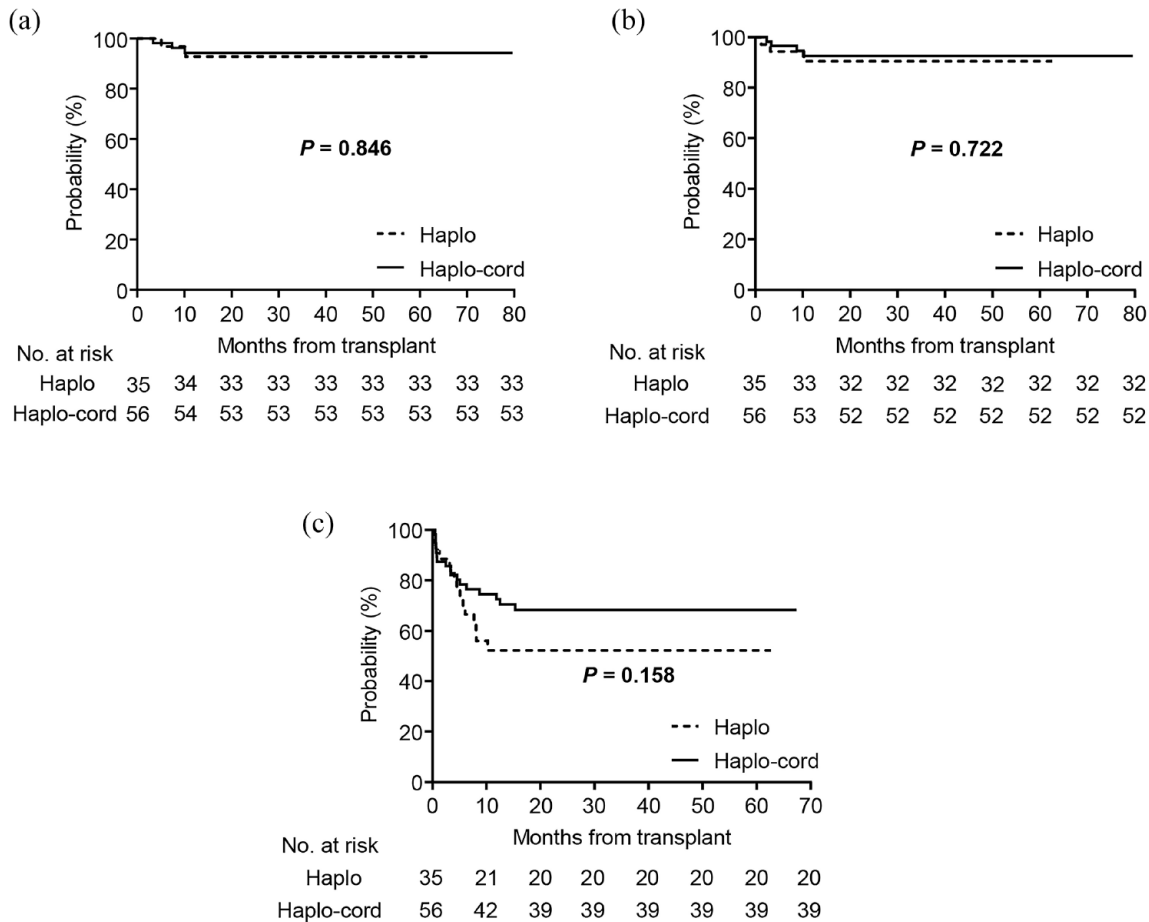 (a)
Probability (%)
100
80
60
40
20
0
P = 0.846
Haplo
Haplo-cord
0 10 20 30 40 50 60 70 80
Months from transplant
No. at risk
Haplo 35 34 33 33 33 33 33 33 33
Haplo-cord 56 54 53 53 53 53 53 53 53
(b)
Probability (%)
100
80
60
40
20
0
P = 0.722
Haplo
Haplo-cord
0 10 20 30 40 50 60 70 80
Months from transplant
No. at risk
Haplo 35 33 32 32 32 32 32 32 32
Haplo-cord 56 53 52 52 52 52 52 52 52
(c)
Probability (%)
100
80
60
40
20
0
P = 0.158
Haplo
Haplo-cord
0 10 20 30 40 50 60 70
Months from transplant
No. at risk
Haplo 35 21 20 20 20 20 20 20
Haplo-cord 56 42 39 39 39 39 39 39